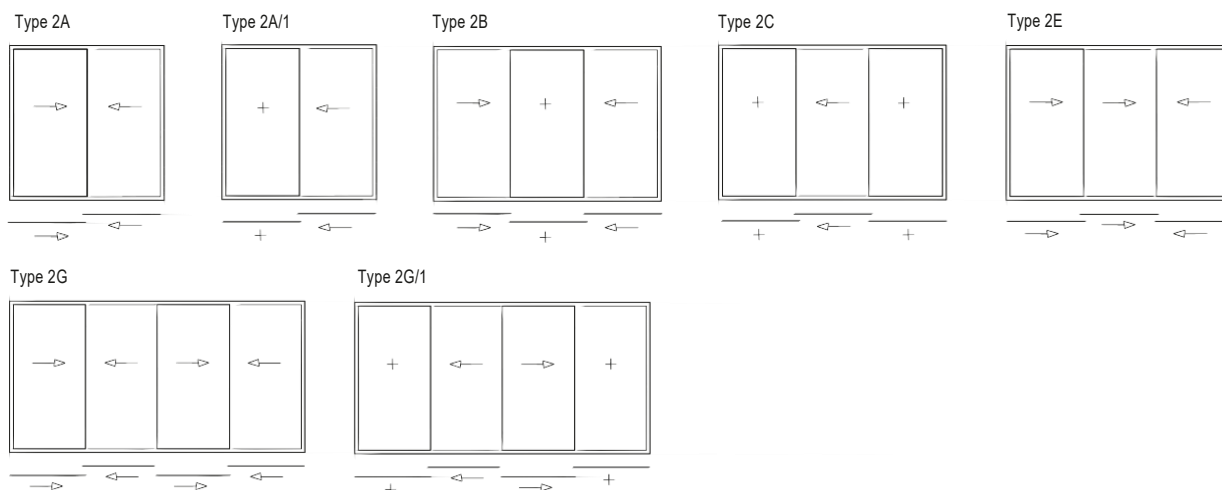 Type 2A
Type 2A/1
Type 2B
Type 2C
Type 2E
Type 2G
Type 2G/1